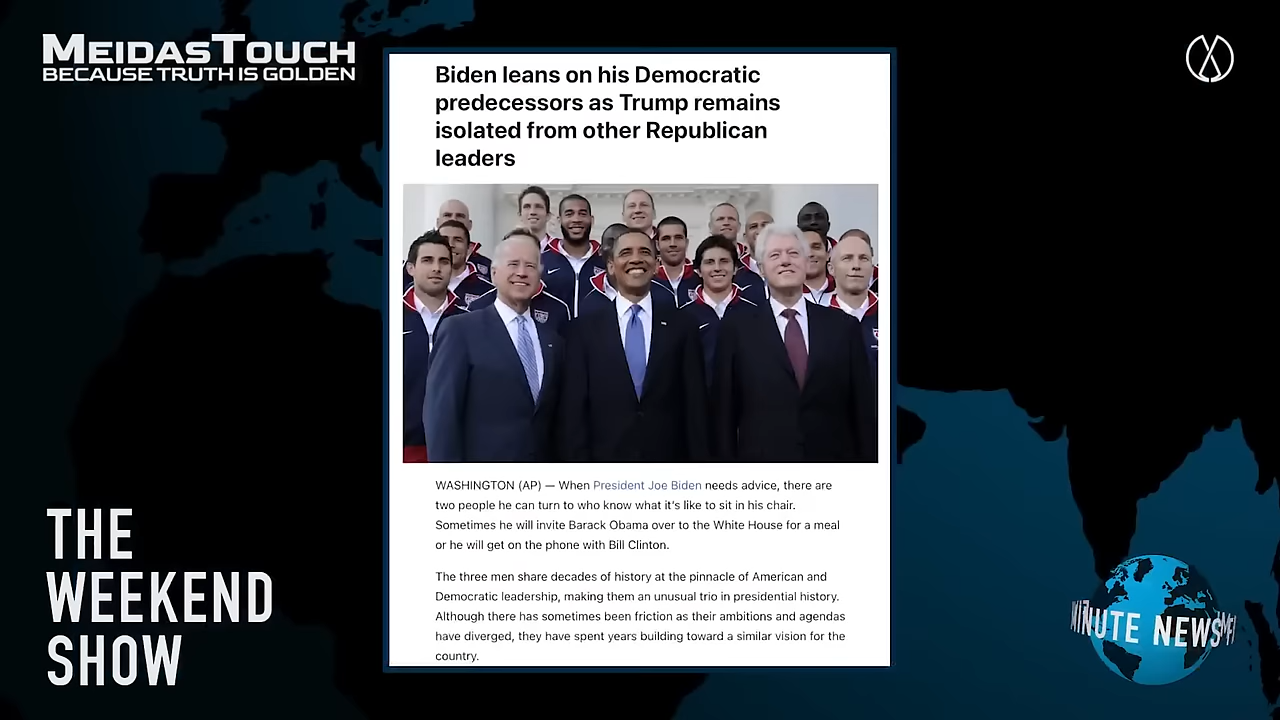 MEIDASTOUCH
BECAUSE TRUTH IS GOLDEN
Biden leans on his Democratic
predecessors as Trump remains
isolated from other Republican
leaders
WASHINGTON (AP) — When President Joe Biden needs advice, there are
two people he can turn to who know what it's like to sit in his chair.
Sometimes he will invite Barack Obama over to the White House for a meal
or he will get on the phone with Bill Clinton.
The three men share decades of history at the pinnacle of American and
Democratic leadership, making them an unusual trio in presidential history.
Although there has sometimes been friction as their ambitions and agendas
have diverged, they have spent years building toward a similar vision for the
country.
THE
WEEKEND
SHOW
MINUTE NEWS